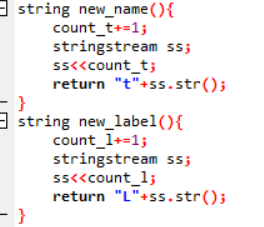 string new_name(){
    count_t+=1;
    stringstream ss;
    ss<<count_t;
    return "t"+ss.str();
}
string new_label(){
    count_l+=1;
    stringstream ss;
    ss<<count_l;
    return "L"+ss.str();
}